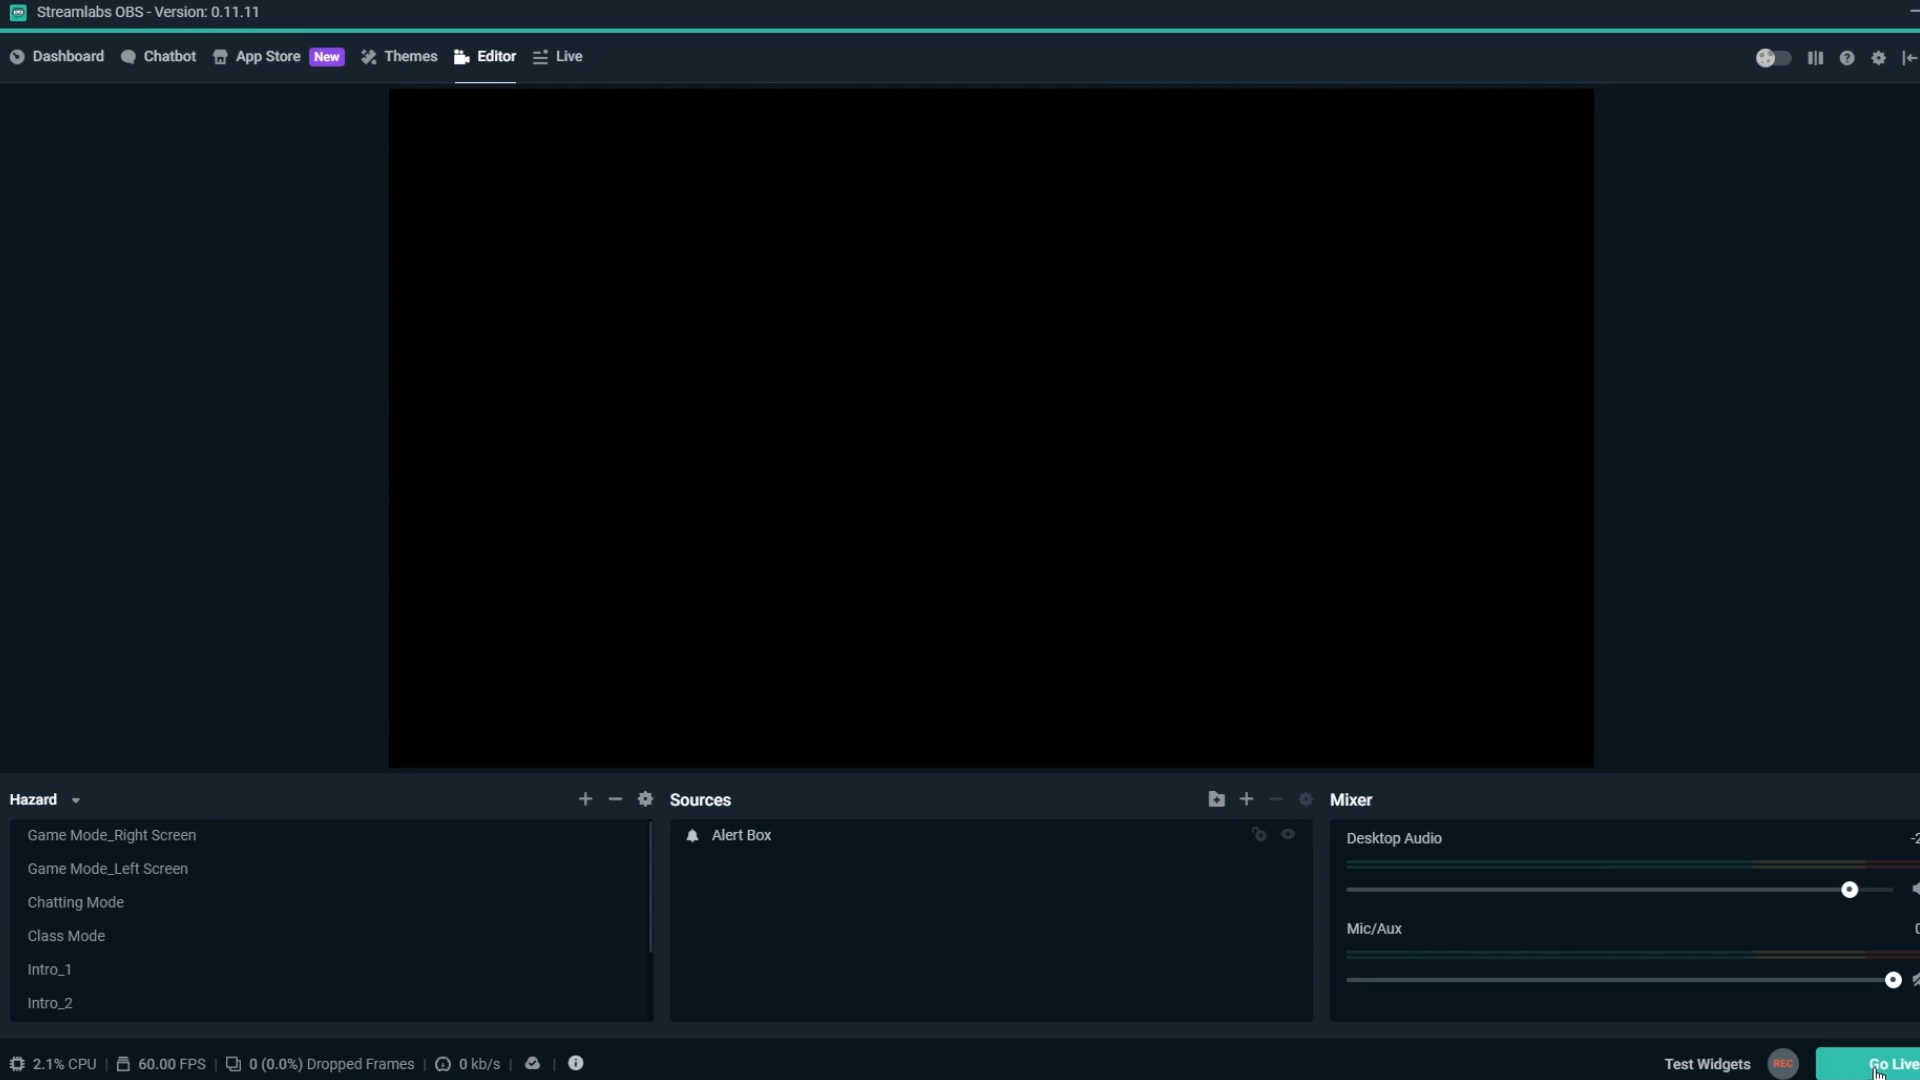 Streamlabs OBS - Version: 0.11.11
Dashboard Chatbot App Store New Themes Editor Live
Hazard
Game Mode_Right Screen
Game Mode_Left Screen
Chatting Mode
Class Mode
Intro_1
Intro_2
Sources
Alert Box
Mixer
Desktop Audio
Mic/Aux
2.1% CPU | 60.00 FPS | 0 (0.0%) Dropped Frames | 0 kb/s | |
Test Widgets REC Go Live